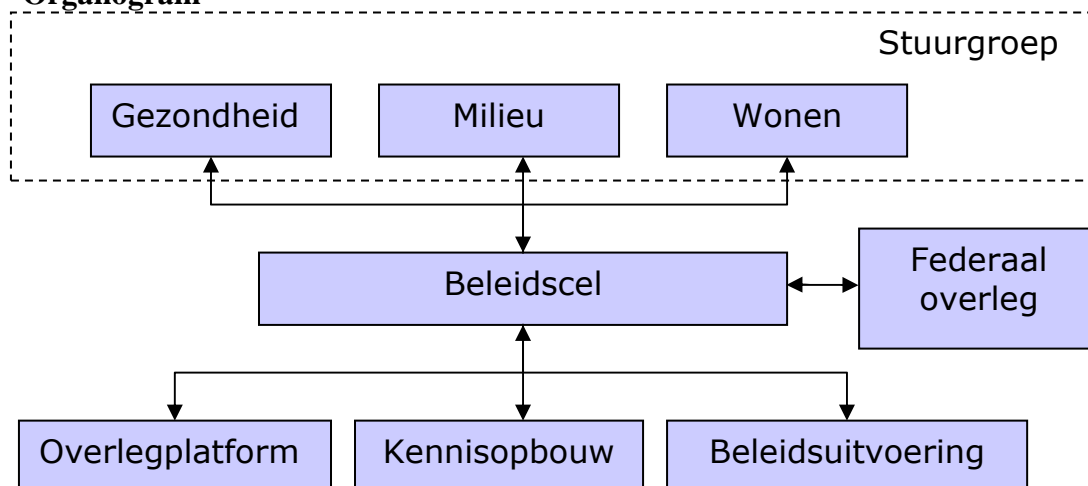 Organogram
Stuurgroep
Gezondheid
Milieu
Wonen
Beleidscel
Federaal
overleg
Overlegplatform
Kennisopbouw
Beleidsuitvoering